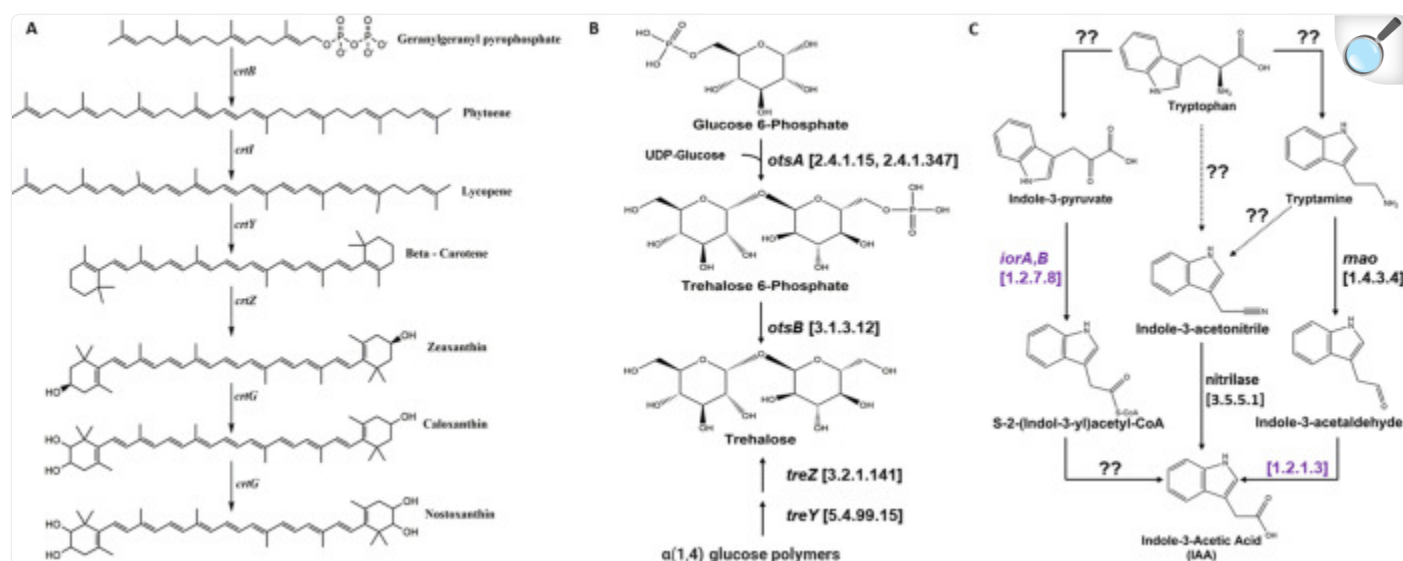 A
Geranylgeranyl pyrophosphate
crtB
Phytoene
crtI
Lycopene
crtY
Beta - Carotene
crtZ
Zeaxanthin
crtG
Caloxanthin
crtG
Nostoxanthin
B
Glucose 6-Phosphate
UDP-Glucose
otsA [2.4.1.15, 2.4.1.347]
Trehalose 6-Phosphate
otsB [3.1.3.12]
Trehalose
treZ [3.2.1.141]
treY [5.4.99.15]
α(1,4) glucose polymers
C
??
??
Tryptophan
Indole-3-pyruvate
??
Tryptamine
??
iorA,B
[1.2.7.8]
mao
[1.4.3.4]
Indole-3-acetonitrile
nitrilase
[3.5.5.1]
S-2-(Indol-3-yl)acetyl-CoA
Indole-3-acetaldehyde
??
[1.2.1.3]
Indole-3-Acetic Acid
(IAA)